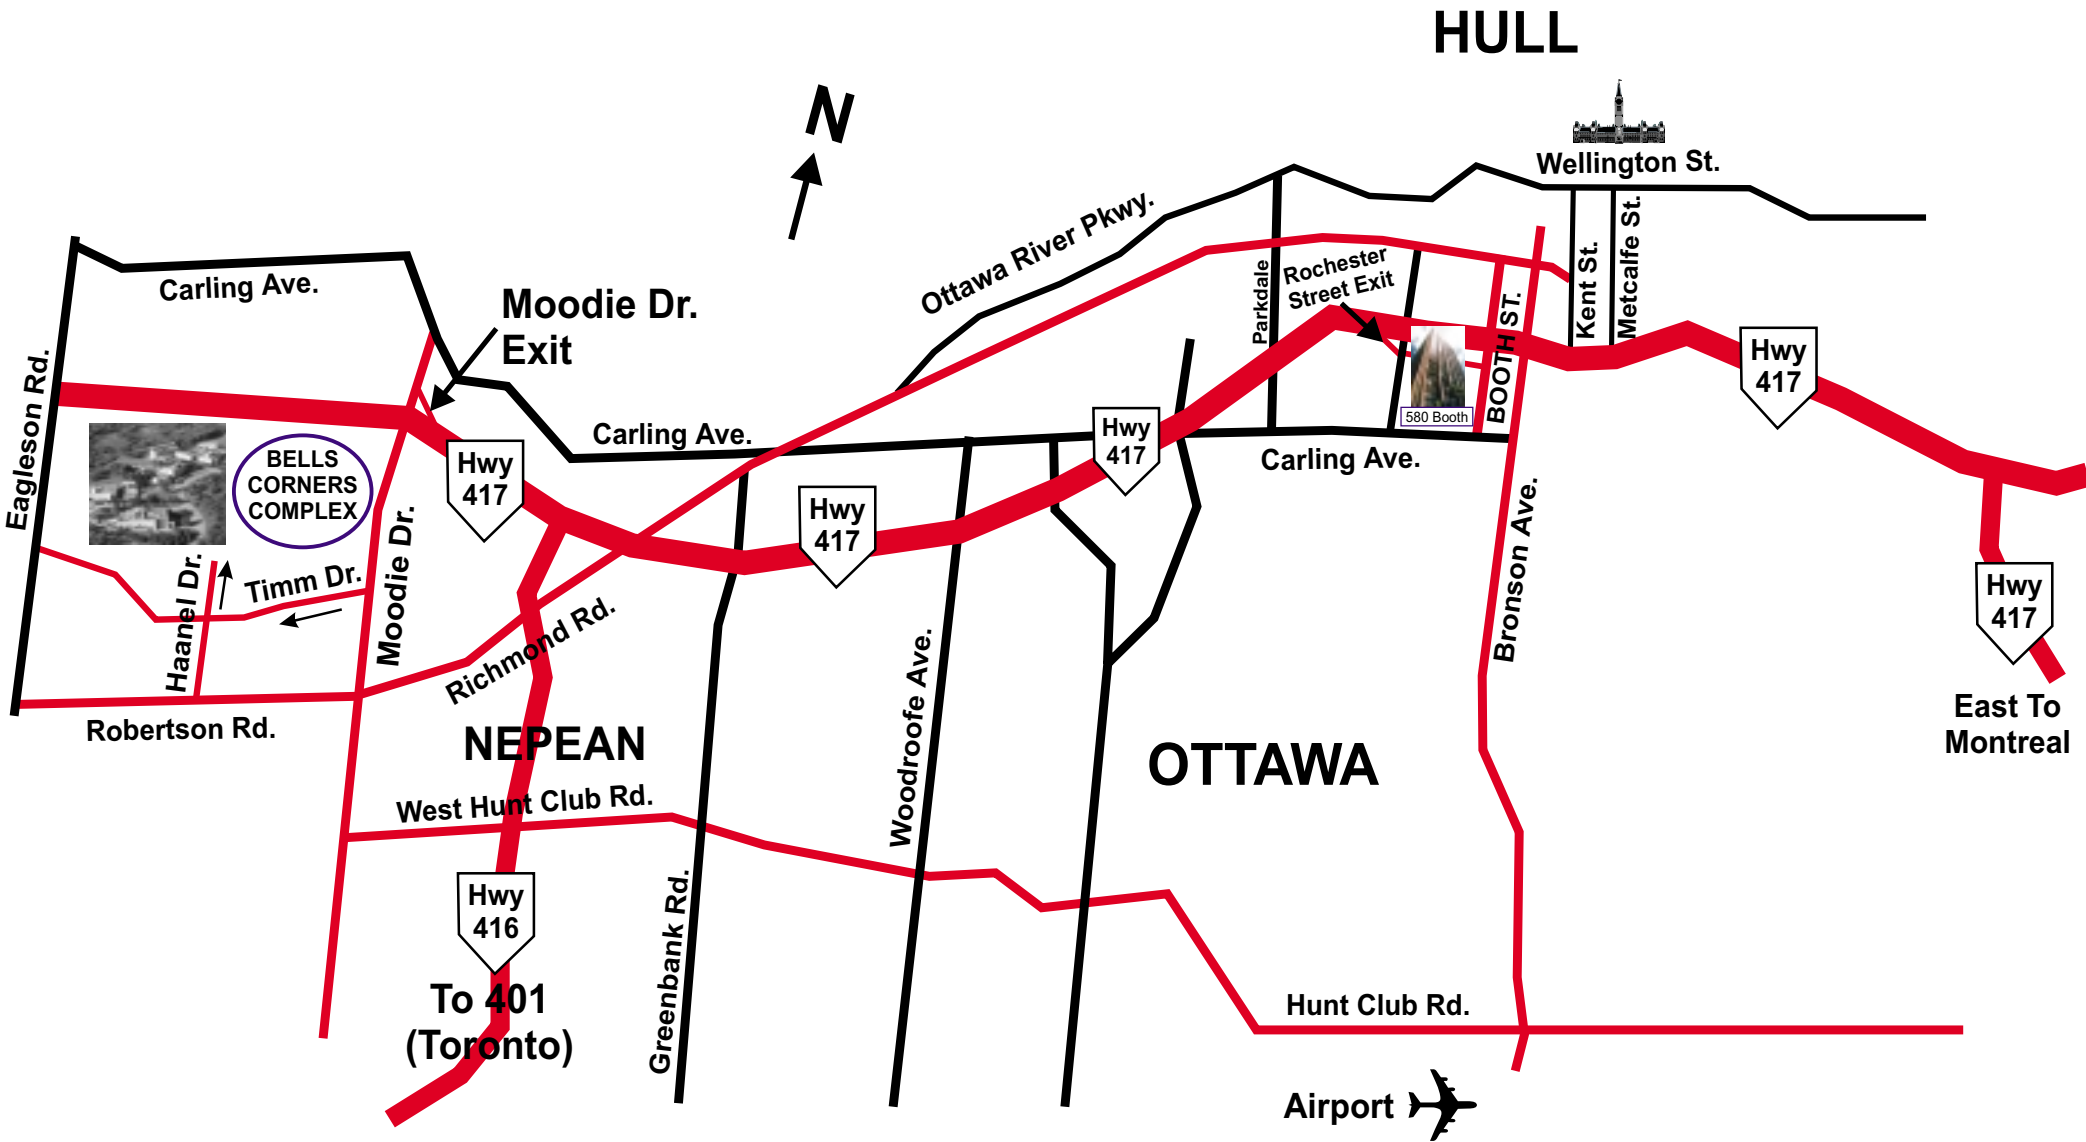 HULL
N
Wellington St.
Ottawa River Pkwy.
Carling Ave.
Moodie Dr.
Exit
Parkdale
Rochester
Street Exit
Kent St.
Metcalfe St.
BOOTH ST.
580 Booth
Hwy
417
Eagleson Rd.
BELLS
CORNERS
COMPLEX
Hwy
417
Carling Ave.
Hwy
417
Hwy
417
Carling Ave.
Moodie Dr.
Timm Dr.
Haanel Dr.
Richmond Rd.
Robertson Rd.
Bronson Ave.
Hwy
417
East To
Montreal
NEPEAN
OTTAWA
Woodroofe Ave.
West Hunt Club Rd.
Hwy
416
To 401
(Toronto)
Greenbank Rd.
Hunt Club Rd.
Airport